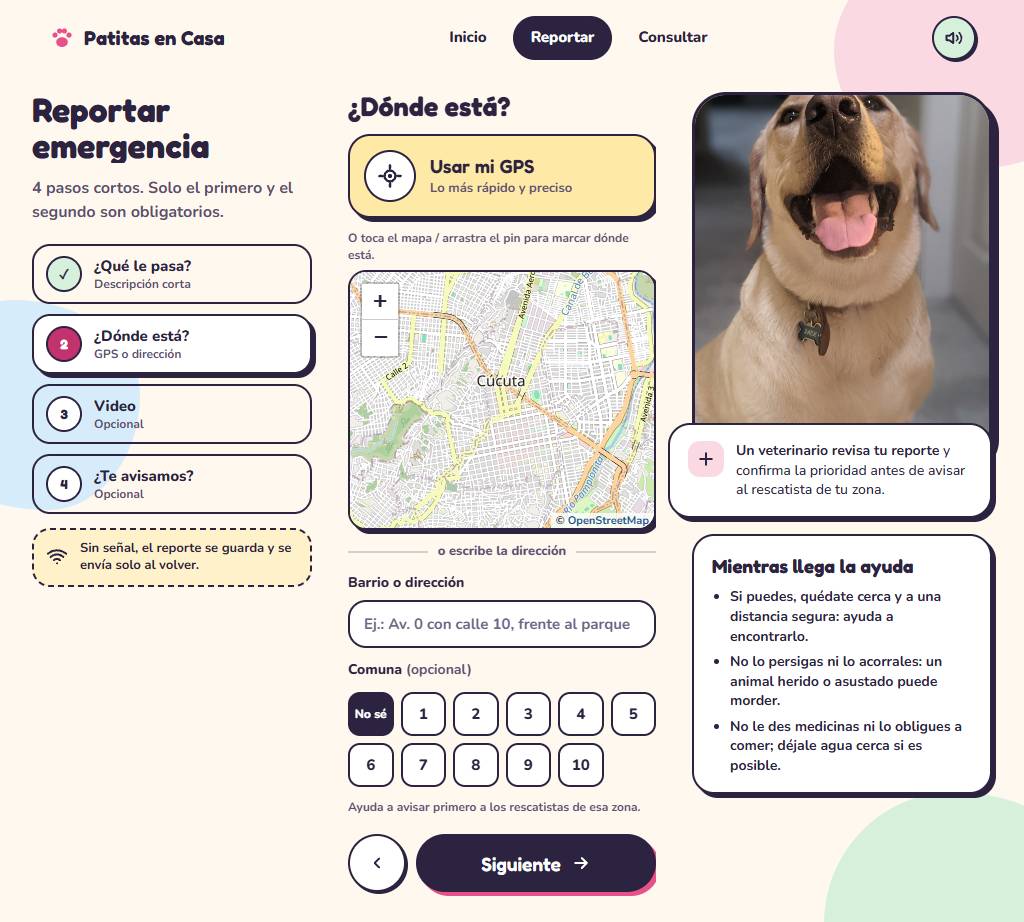 Patitas en Casa
Inicio
Reportar
Consultar
Reportar
emergencia
4 pasos cortos. Solo el primero y el
segundo son obligatorios.
¿Qué le pasa?
Descripción corta
2
¿Dónde está?
GPS o dirección
3
Video
Opcional
4
¿Te avisamos?
Opcional
Sin señal, el reporte se guarda y se
envía solo al volver.
¿Dónde está?
Usar mi GPS
Lo más rápido y preciso
O toca el mapa / arrastra el pin para marcar dónde
está.
+
−
Avenida Aero
Canal de
Calle 2
Cúcuta
Avenida 3
Río Pamplonita
© OpenStreetMap
o escribe la dirección
Barrio o dirección
Ej.: Av. 0 con calle 10, frente al parque
Comuna (opcional)
No sé 1 2 3 4 5
6 7 8 9 10
Ayuda a avisar primero a los rescatistas de esa zona.
Siguiente
Un veterinario revisa tu reporte y
confirma la prioridad antes de avisar
al rescatista de tu zona.
Mientras llega la ayuda
Si puedes, quédate cerca y a una
distancia segura: ayuda a
encontrarlo.
No lo persigas ni lo acorrales: un
animal herido o asustado puede
morder.
No le des medicinas ni lo obligues a
comer; déjale agua cerca si es
posible.